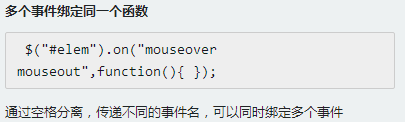 多个事件绑定同一个函数
$("#elem").on("mouseover
mouseout",function(){ });
通过空格分离，传递不同的事件名，可以同时绑定多个事件